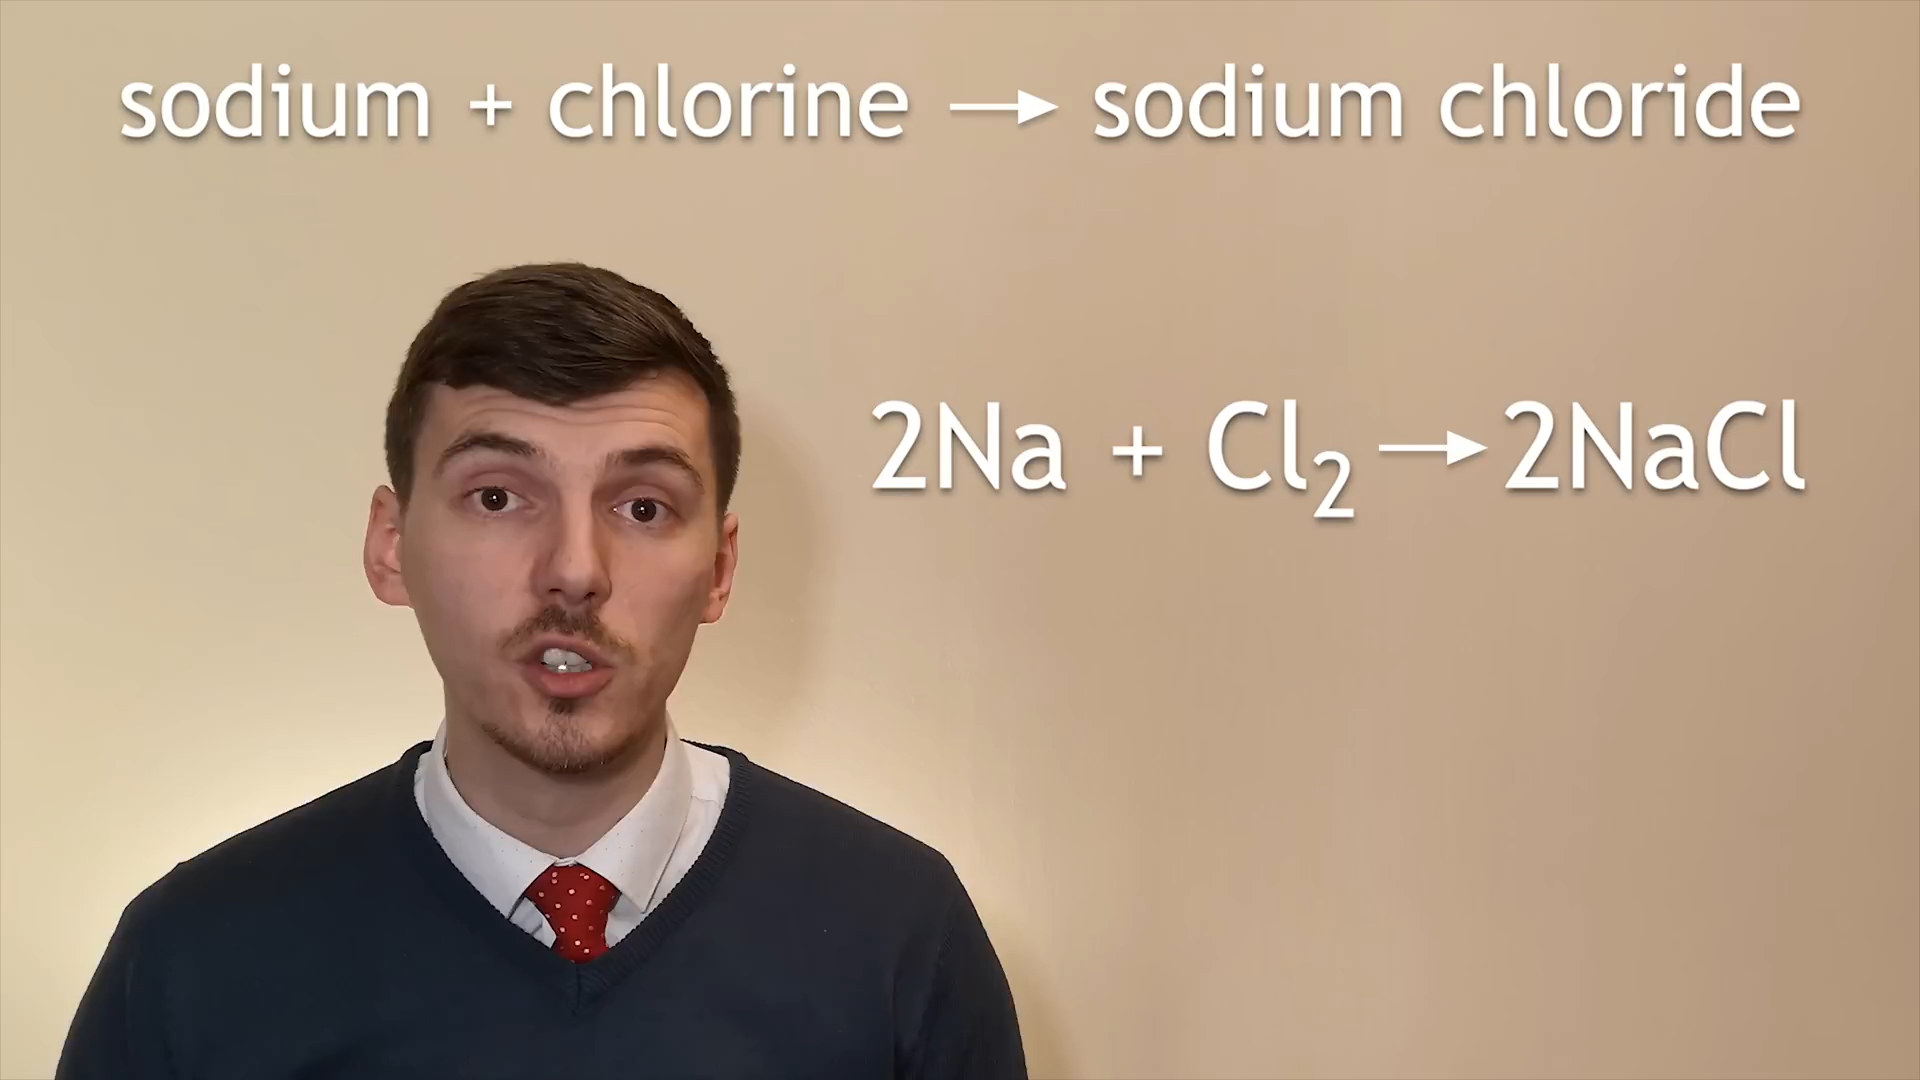 sodium + chlorine → sodium chloride
2Na + Cl₂ → 2NaCl